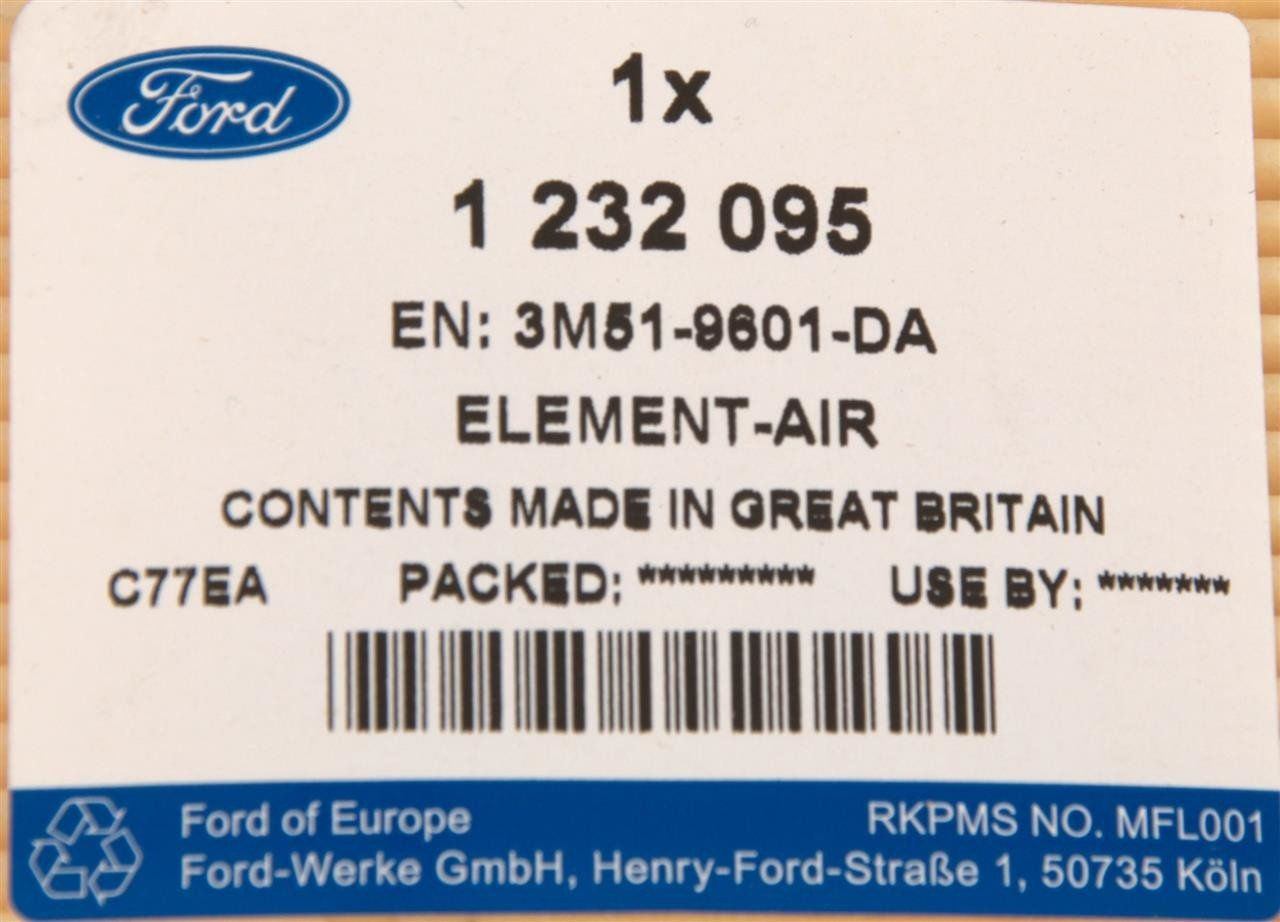 Ford
1x
1 232 095
EN: 3M51-9601-DA
ELEMENT-AIR
CONTENTS MADE IN GREAT BRITAIN
C77EA PACKED: ********* USE BY: *******
Ford of Europe RKPMS NO. MFL001
Ford-Werke GmbH, Henry-Ford-Straße 1, 50735 Köln